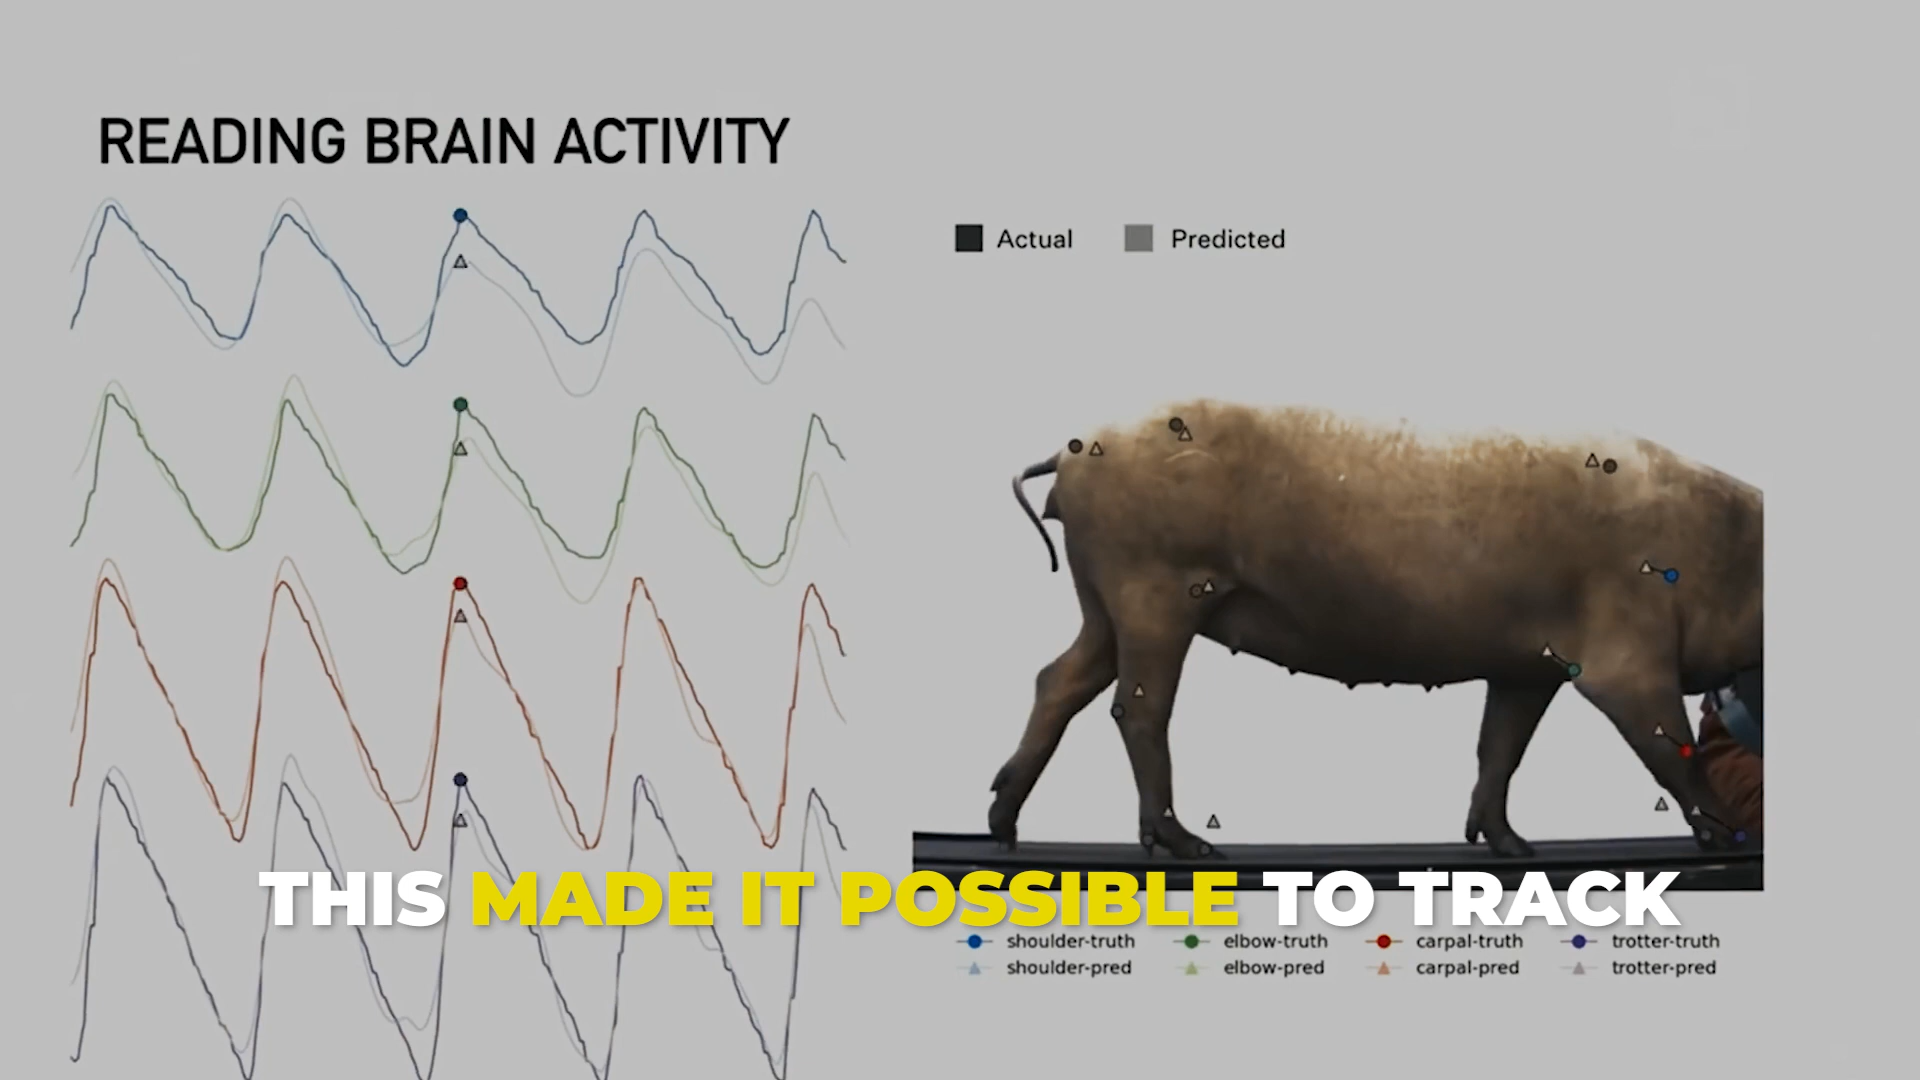 READING BRAIN ACTIVITY
Actual Predicted
THIS MADE IT POSSIBLE TO TRACK
shoulder-truth elbow-truth carpal-truth trotter-truth
shoulder-pred elbow-pred carpal-pred trotter-pred